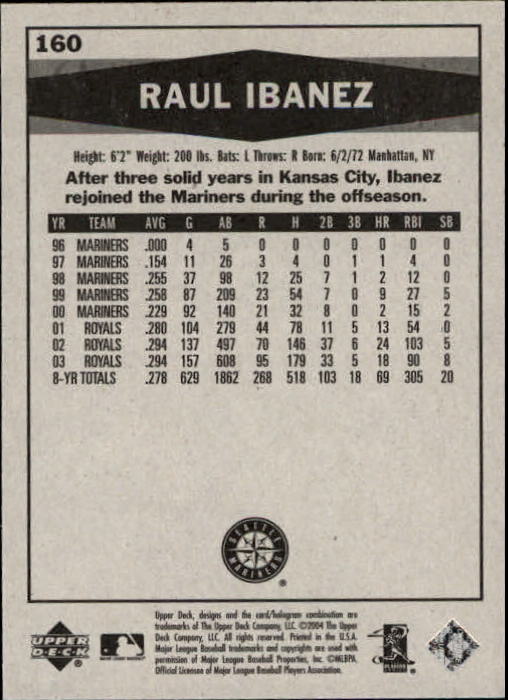 160
RAUL IBANEZ
Height: 6'2" Weight: 200 lbs. Bats: L Throws: R Born: 6/2/72 Manhattan, NY
After three solid years in Kansas City, Ibanez
rejoined the Mariners during the offseason.
YR TEAM AVG G AB R H 2B 3B HR RBI SB
96 MARINERS .000 4 5 0 0 0 0 0 0 0
97 MARINERS .154 11 26 3 4 0 1 1 4 0
98 MARINERS .255 37 98 12 25 7 1 2 12 0
99 MARINERS .258 87 209 23 54 7 0 9 27 5
00 MARINERS .229 92 140 21 32 8 0 2 15 2
01 ROYALS .280 104 279 44 78 11 5 13 54 0
02 ROYALS .294 137 497 70 146 37 6 24 103 5
03 ROYALS .294 157 608 95 179 33 5 18 90 8
8-YR TOTALS .278 629 1862 268 518 103 18 69 305 20
SEATTLE
MARINERS
®
Upper Deck, designs and the card/hologram combination are
trademarks of The Upper Deck Company, LLC. ©2004 The Upper
Deck Company, LLC. All rights reserved. Printed in the U.S.A.
Major League Baseball trademarks and copyrights are used with
permission of Major League Baseball Properties, Inc. ©MLBPA,
Official Licensee of Major League Baseball Players Association.
UPPER
DECK